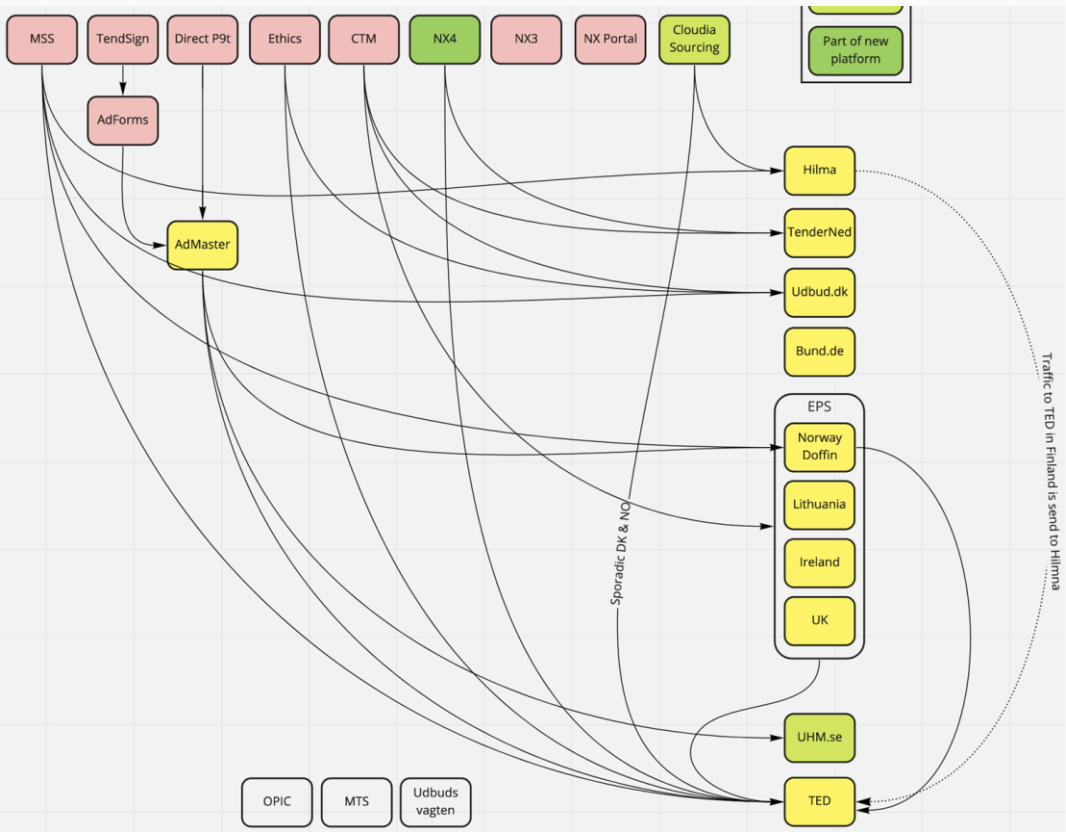 MSS
TendSign
Direct P9t
Ethics
CTM
NX4
NX3
NX Portal
Cloudia
Sourcing
Part of new
platform
AdForms
Hilma
TenderNed
AdMaster
Udbud.dk
Bund.de
Traffic to TED in Finland is send to Hilmna
EPS
Norway
Doffin
Lithuania
Sporadic DK & NO
Ireland
UK
UHM.se
OPIC
MTS
Udbuds
vagten
TED